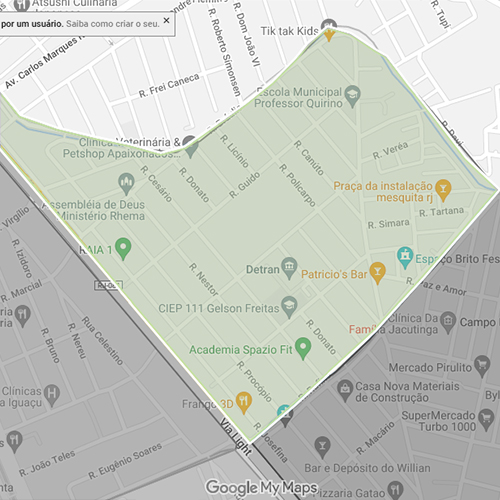 Atsushi Culinária
por um usuário. Saiba como criar o seu.
Av. Carlos Marques R
R. Roberto Simonsen
R. Dom João VI
Tik tak Kids
R. Tupi
R. Frei Caneca
Escola Municipal
Professor Quirino
R. Davi
Clínica Veterinária &
Petshop Apaixonados...
R. Licínio
R. Canuto
R. Veréa
R. Cesário
R. Donato
R. Guido
R. Policarpo
Praça da instalação
mesquita rj
Assembléia de Deus
Ministério Rhema
R. Tartana
R. Simara
Virgílio
R. Izidoro
RAIA 1
Espaço Brito Fest
R. Marcial
R. Nestor
Detran
Patricio's Bar
R. Paz e Amor
CIEP 111 Gelson Freitas
Clínica Da
Família
Jacutinga
Campo
Rua Celestino
R. Nereu
R. Bruno
R. Donato
Academia Spazio Fit
Mercado Pirulito
R. Procópio
Clínicas
a Iguaçu
Casa Nova Materiais
de Construção
Frango 3D
SuperMercado
Turbo 1000
Via Light
R. Josefina
R. Macário
R. João Teles
R. Eugênio Soares
Bar e Depósito do Willian
Google My Maps
Pizzaria Gatao